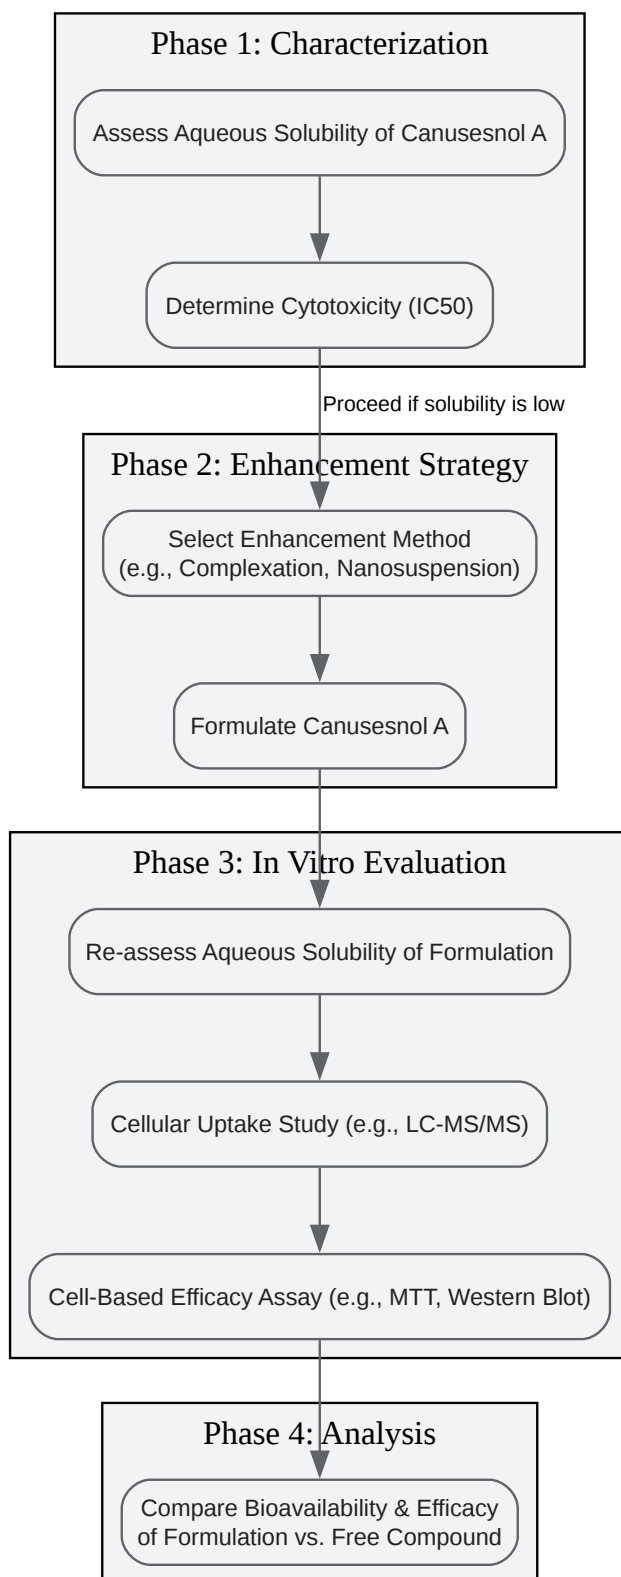 Phase 1: Characterization
Assess Aqueous Solubility of Canusesnol A
Determine Cytotoxicity (IC50)
Proceed if solubility is low
Phase 2: Enhancement Strategy
Select Enhancement Method
(e.g., Complexation, Nanosuspension)
Formulate Canusesnol A
Phase 3: In Vitro Evaluation
Re-assess Aqueous Solubility of Formulation
Cellular Uptake Study (e.g., LC-MS/MS)
Cell-Based Efficacy Assay (e.g., MTT, Western Blot)
Phase 4: Analysis
Compare Bioavailability & Efficacy
of Formulation vs. Free Compound